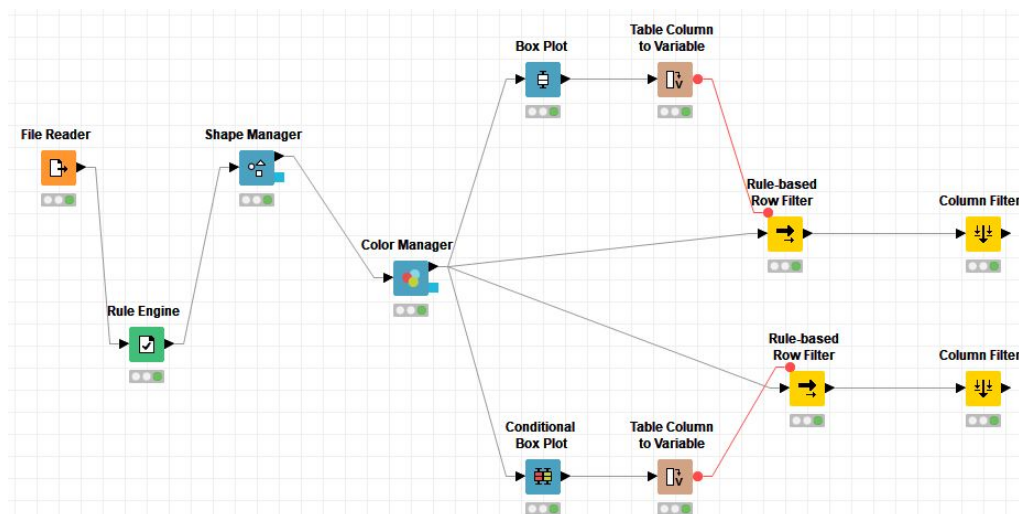 Box Plot
Table Column
to Variable
File Reader
Shape Manager
Rule-based
Row Filter
Column Filter
Color Manager
Rule Engine
Rule-based
Row Filter
Column Filter
Conditional
Box Plot
Table Column
to Variable